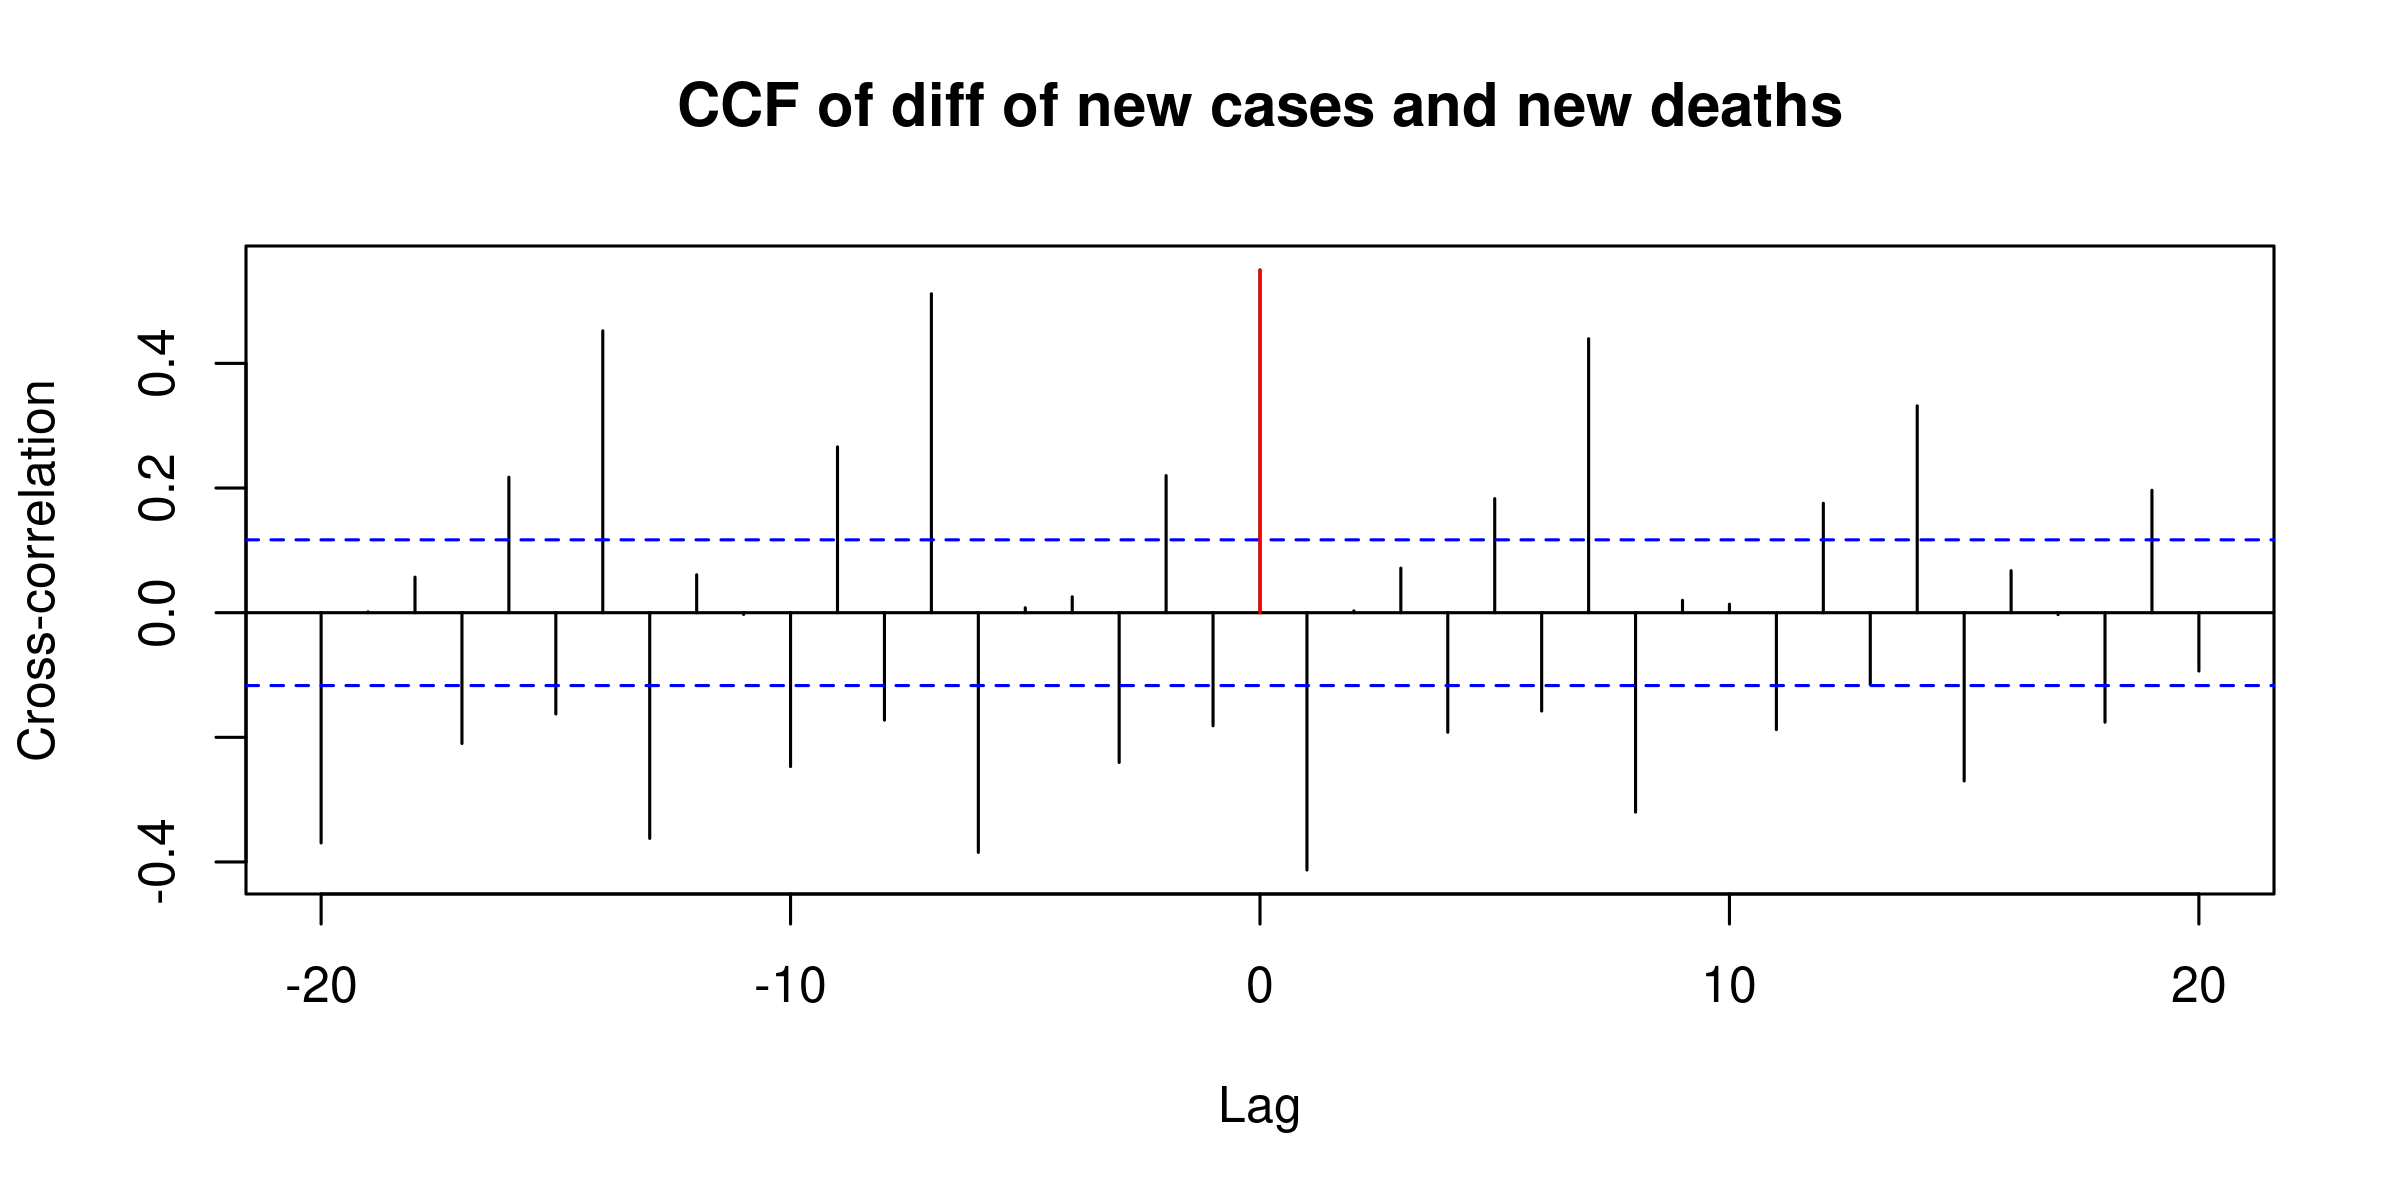 CCF of diff of new cases and new deaths
Cross-correlation
0.4
0.2
0.0
-0.4
-20 -10 0 10 20
Lag